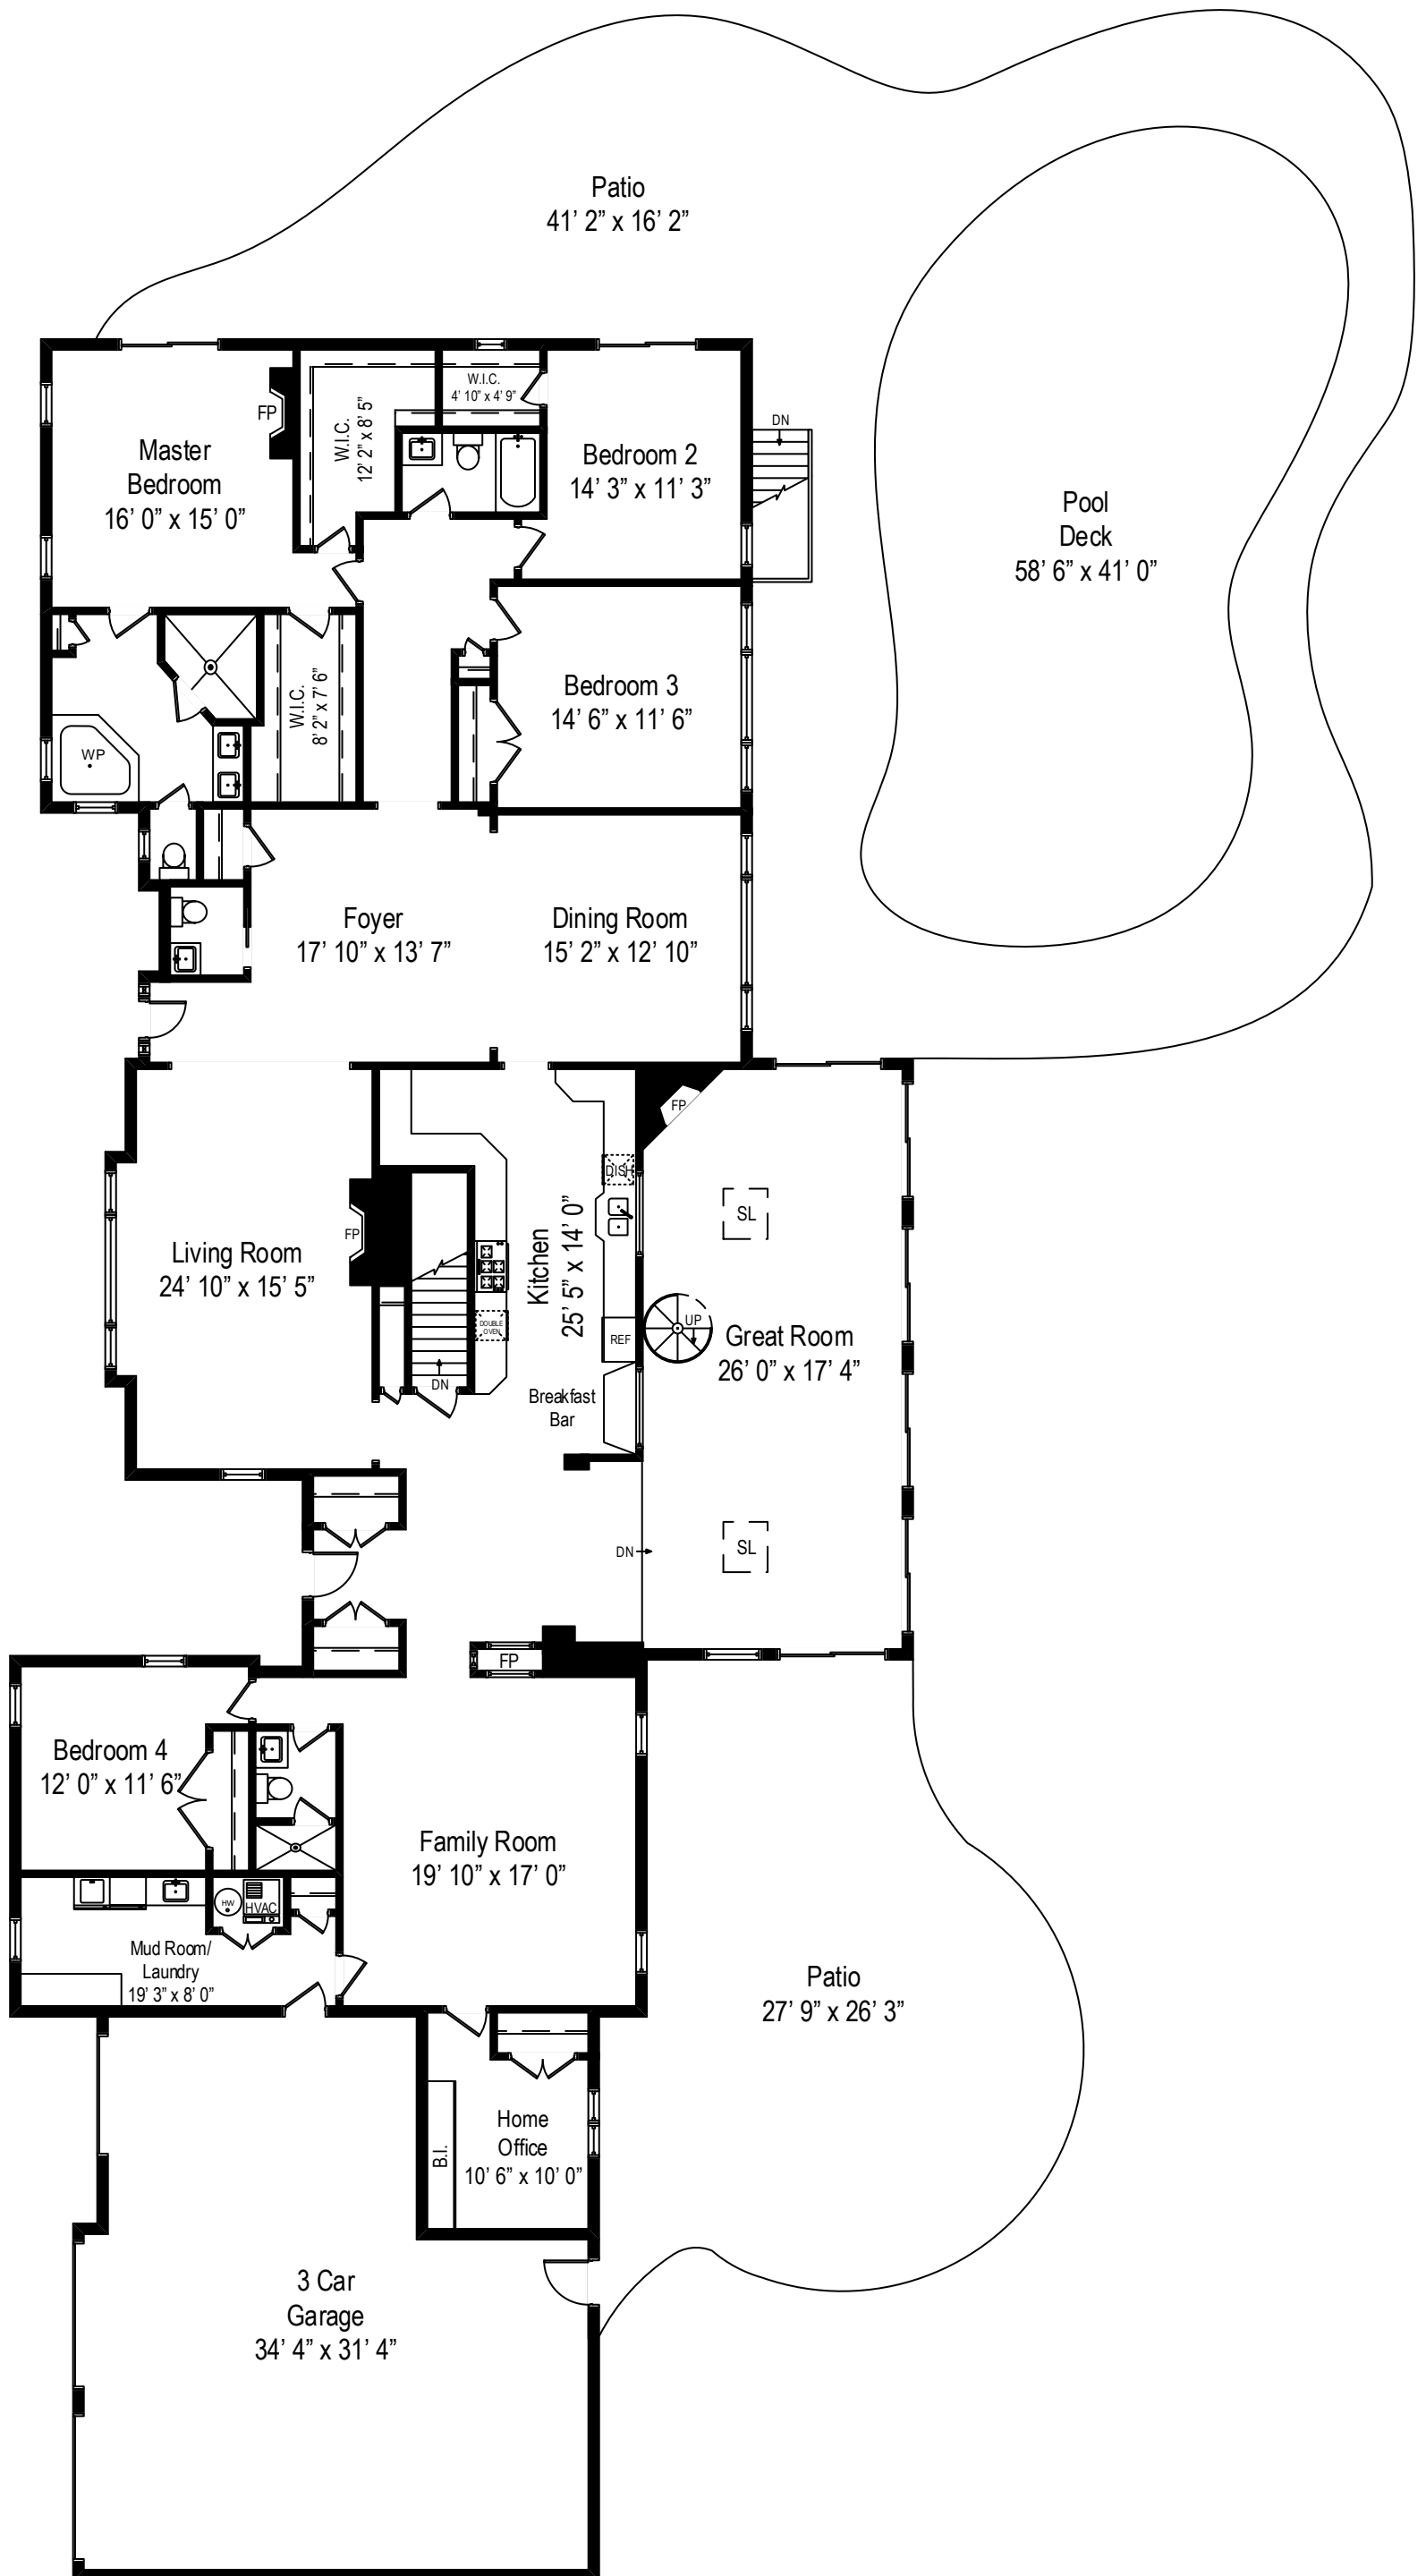 Patio
41’ 2” x 16’ 2”
FP
W.I.C.
12’ 2” x 8’ 5”
W.I.C.
4’ 10” x 4’ 9”
Master
Bedroom
16’ 0” x 15’ 0”
Bedroom 2
14’ 3” x 11’ 3”
DN
Pool
Deck
58’ 6” x 41’ 0”
W.I.C.
8’ 2” x 7’ 6”
Bedroom 3
14’ 6” x 11’ 6”
WP
Foyer
17’ 10” x 13’ 7”
Dining Room
15’ 2” x 12’ 10”
FP
DISH
SL
Living Room
24’ 10” x 15’ 5”
FP
Kitchen
25’ 5” x 14’ 0”
DOUBLE
OVEN
REF
UP
Great Room
26’ 0” x 17’ 4”
DN
Breakfast
Bar
SL
DN
FP
Bedroom 4
12’ 0” x 11’ 6”
Family Room
19’ 10” x 17’ 0”
HW
HVAC
Mud Room/
Laundry
19’ 3” x 8’ 0”
Patio
27’ 9” x 26’ 3”
B.I.
Home
Office
10’ 6” x 10’ 0”
3 Car
Garage
34’ 4” x 31’ 4”